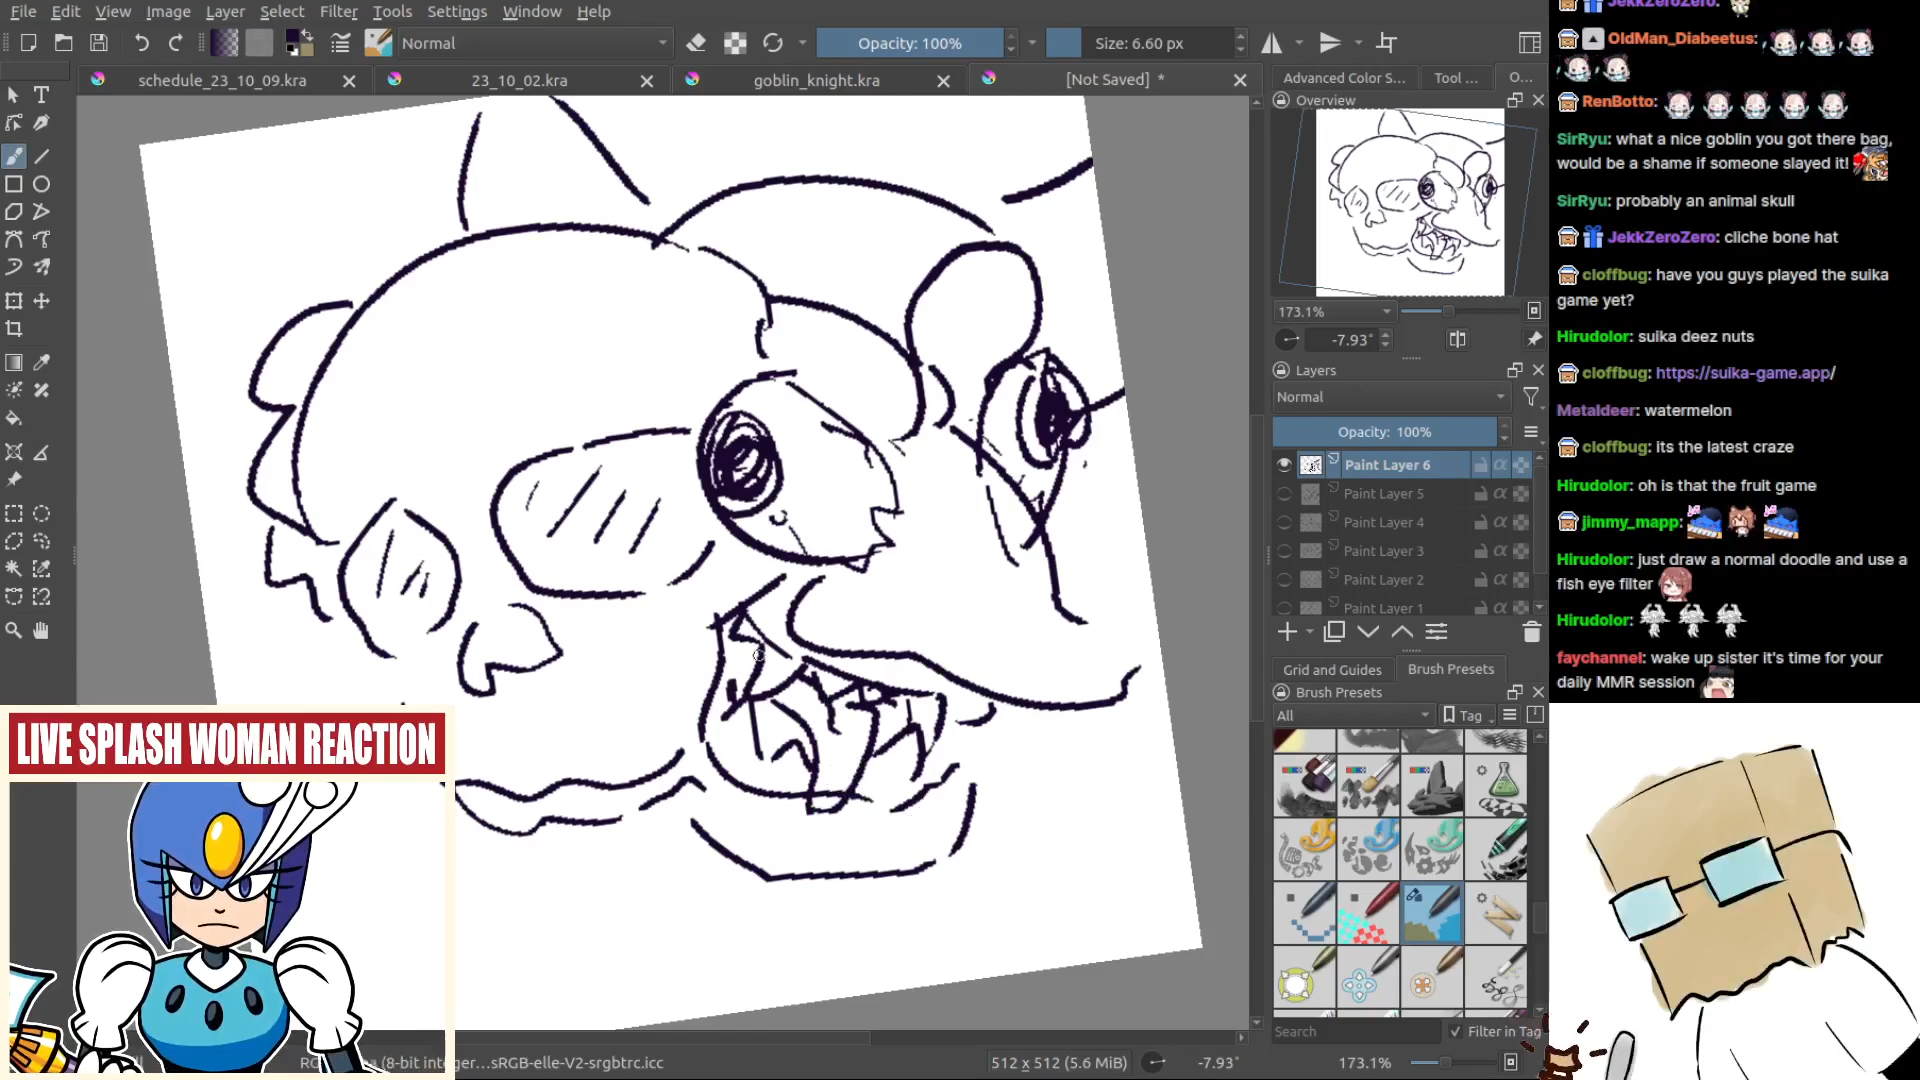 File Edit View Image Layer Select Filter Tools Settings Window Help
Normal
Opacity: 100%
Size: 6.60 px
schedule_23_10_09.kra
23_10_02.kra
goblin_knight.kra
[Not Saved] *
Advanced Color S...
Tool ...
O...
Overview
173.1%
-7.93°
Layers
Normal
Opacity: 100%
Paint Layer 6
Paint Layer 5
Paint Layer 4
Paint Layer 3
Paint Layer 2
Paint Layer 1
Grid and Guides
Brush Presets
Brush Presets
All
Tag
Search
Filter in Tag
(8-bit integer...sRGB-elle-V2-srgbtrc.icc
512 x 512 (5.6 MiB)
-7.93°
173.1%
LIVE SPLASH WOMAN REACTION
JekkZeroZero:
OldMan_Diabeetus:
RenBotto:
SirRyu: what a nice goblin you got there bag,
would be a shame if someone slayed it!
SirRyu: probably an animal skull
JekkZeroZero: cliche bone hat
cloffbug: have you guys played the suika
game yet?
Hirudolor: suika deez nuts
cloffbug: https://suika-game.app/
Metaldeer: watermelon
cloffbug: its the latest craze
Hirudolor: oh is that the fruit game
jimmy_mapp:
Hirudolor: just draw a normal doodle and use a
fish eye filter
Hirudolor:
faychannel: wake up sister it's time for your
daily MMR session